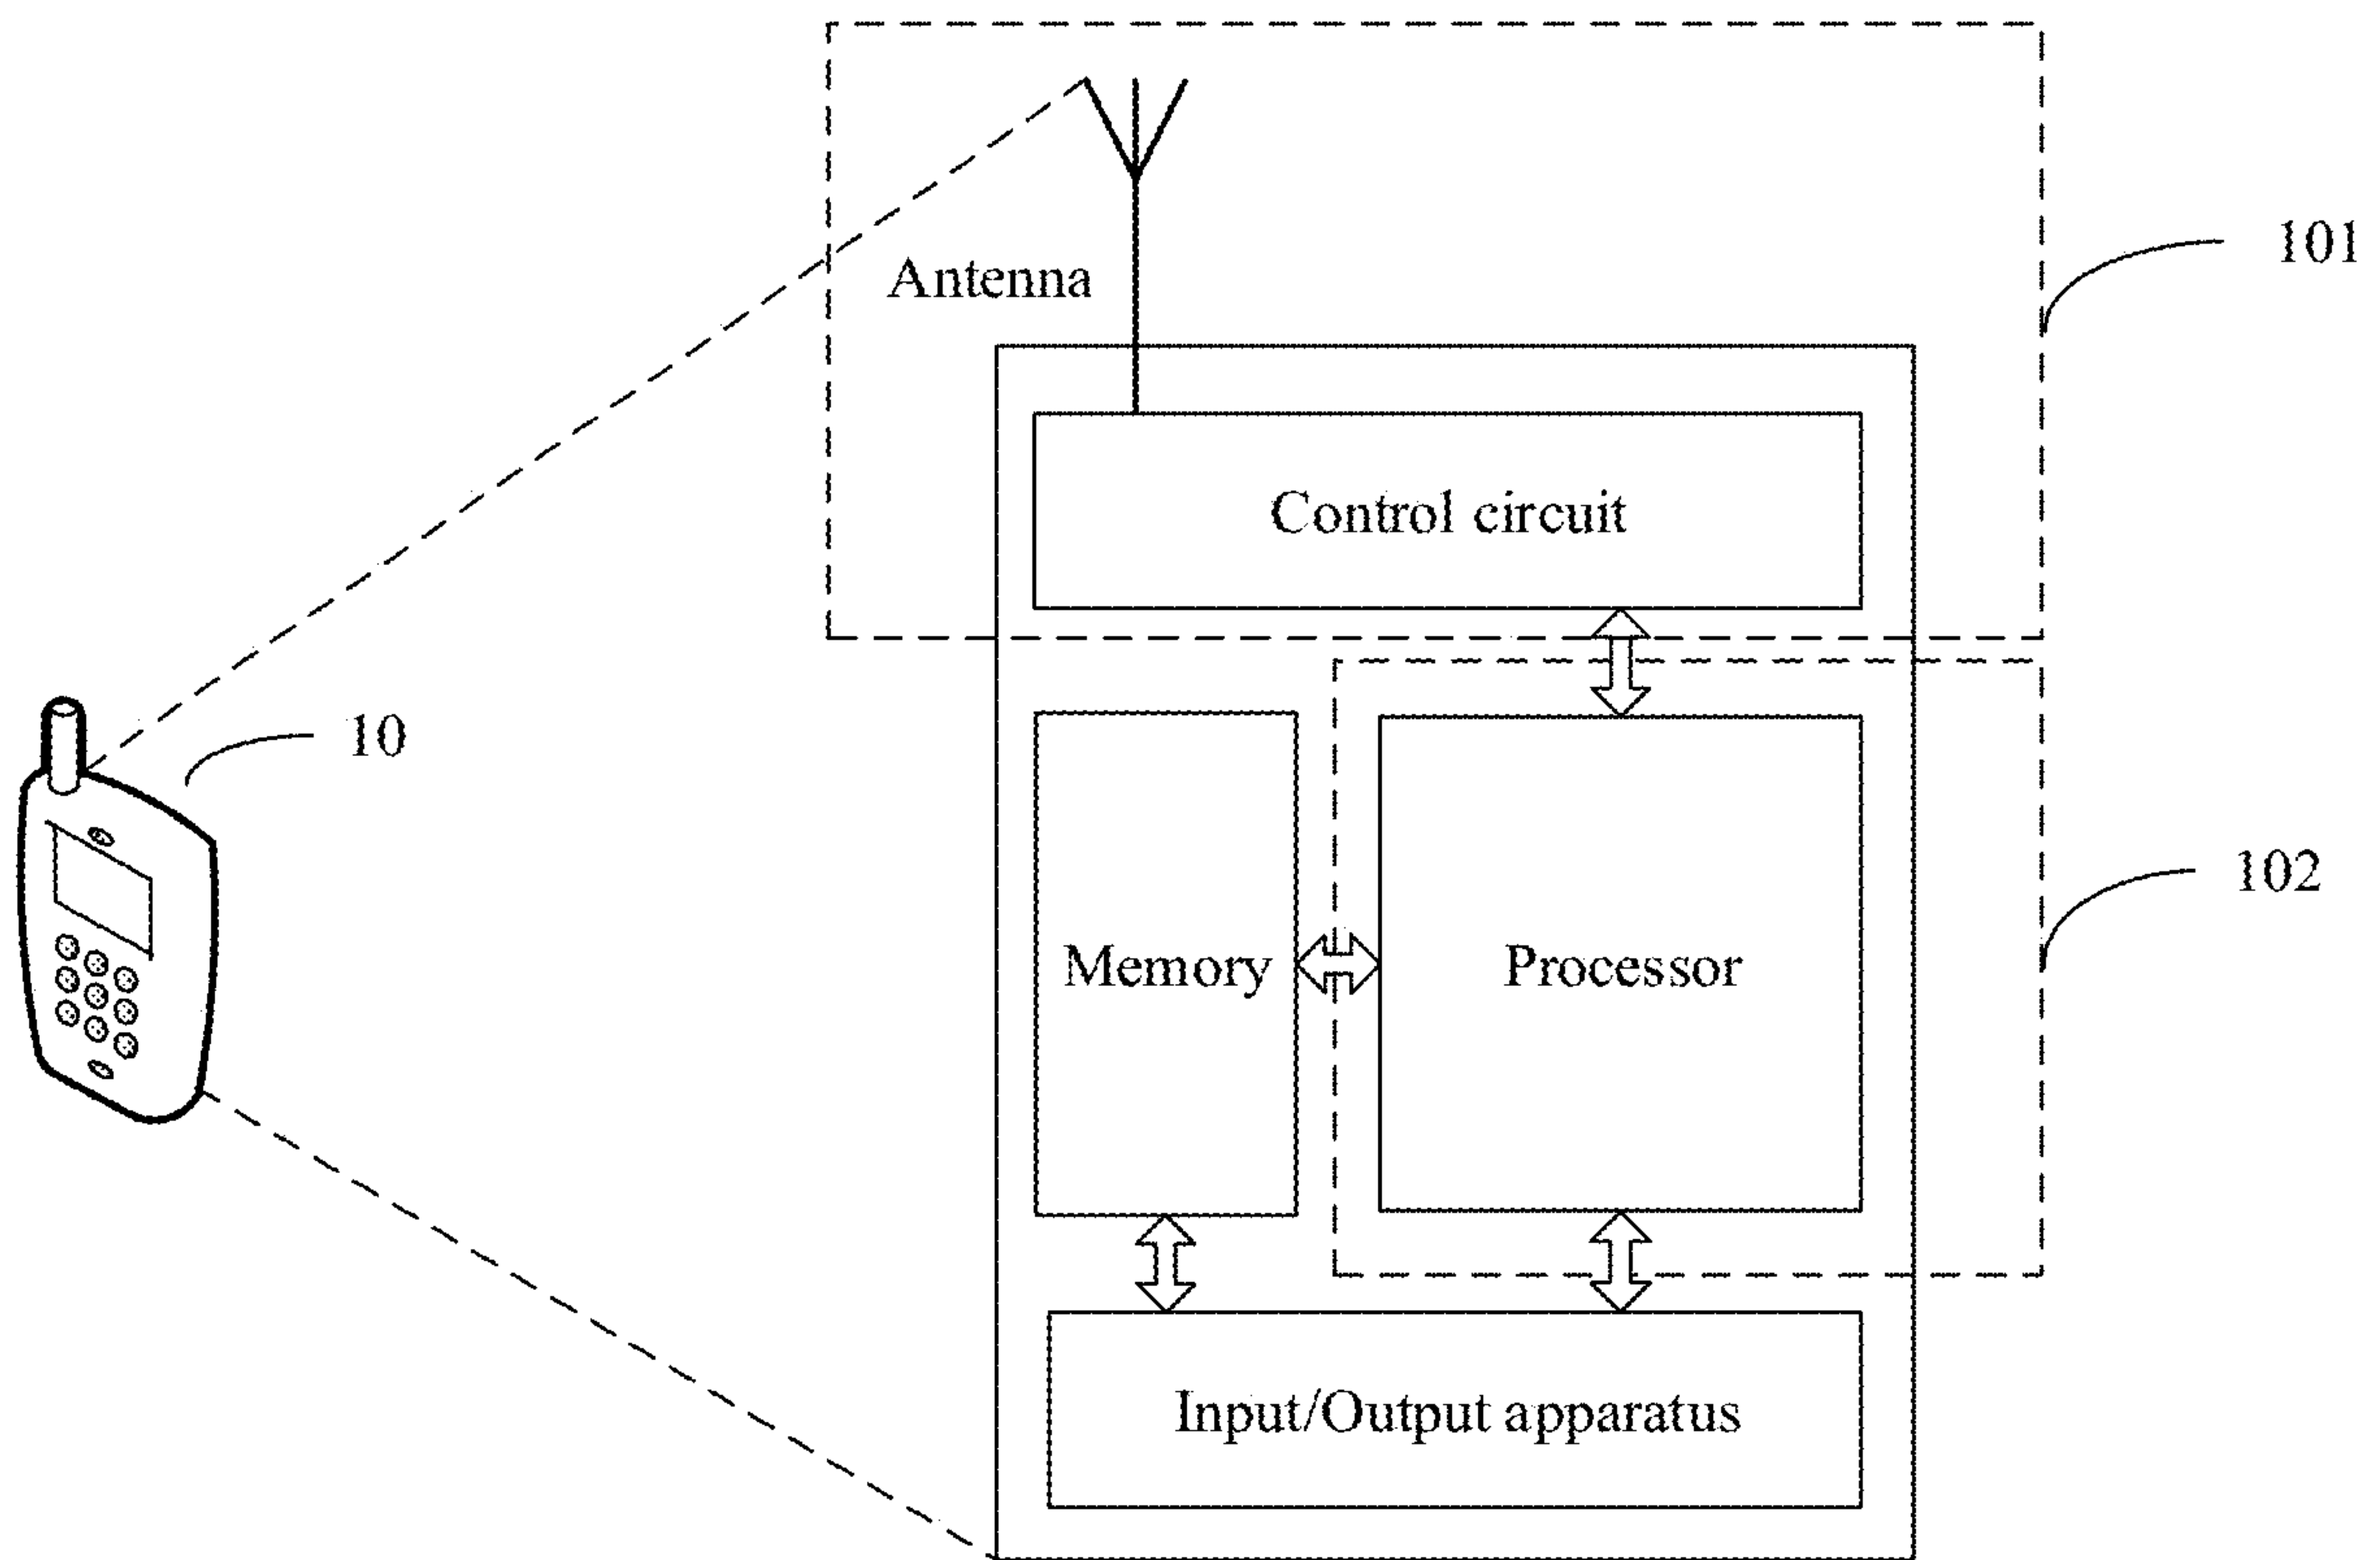 101
Antenna
Control circuit
10
102
Memory
Processor
Input/Output apparatus